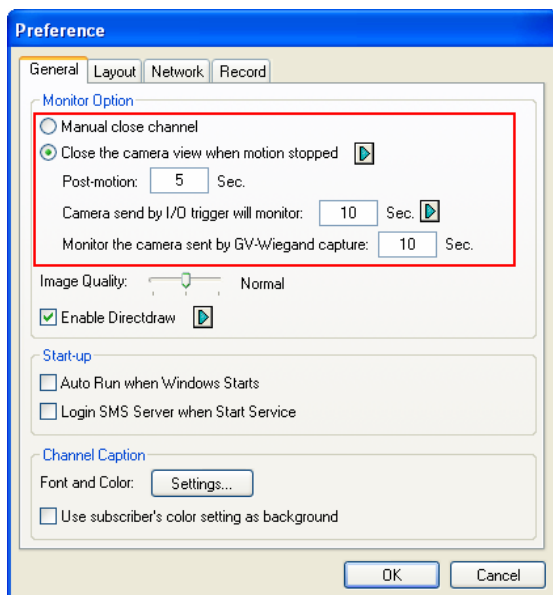 Preference
General Layout Network Record
Monitor Option
Manual close channel
Close the camera view when motion stopped
Post-motion: 5 Sec.
Camera send by I/O trigger will monitor: 10 Sec.
Monitor the camera sent by GV-Wiegand capture: 10 Sec.
Image Quality: Normal
Enable Directdraw
Start-up
Auto Run when Windows Starts
Login SMS Server when Start Service
Channel Caption
Font and Color: Settings...
Use subscriber's color setting as background
OK Cancel